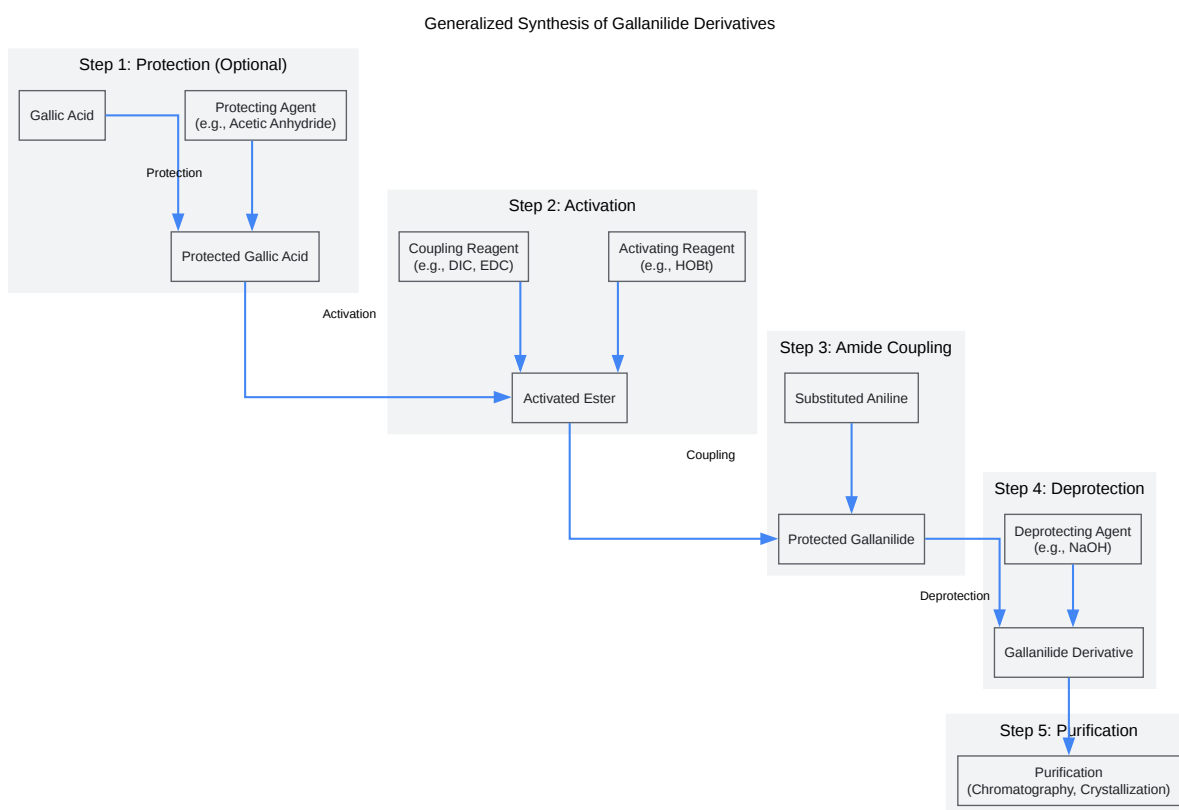 Generalized Synthesis of Gallanilide Derivatives
Step 1: Protection (Optional)
Gallic Acid
Protecting Agent
(e.g., Acetic Anhydride)
Protection
Protected Gallic Acid
Activation
Step 2: Activation
Coupling Reagent
(e.g., DIC, EDC)
Activating Reagent
(e.g., HOBt)
Activated Ester
Coupling
Step 3: Amide Coupling
Substituted Aniline
Protected Gallanilide
Deprotection
Step 4: Deprotection
Deprotecting Agent
(e.g., NaOH)
Gallanilide Derivative
Step 5: Purification
Purification
(Chromatography, Crystallization)